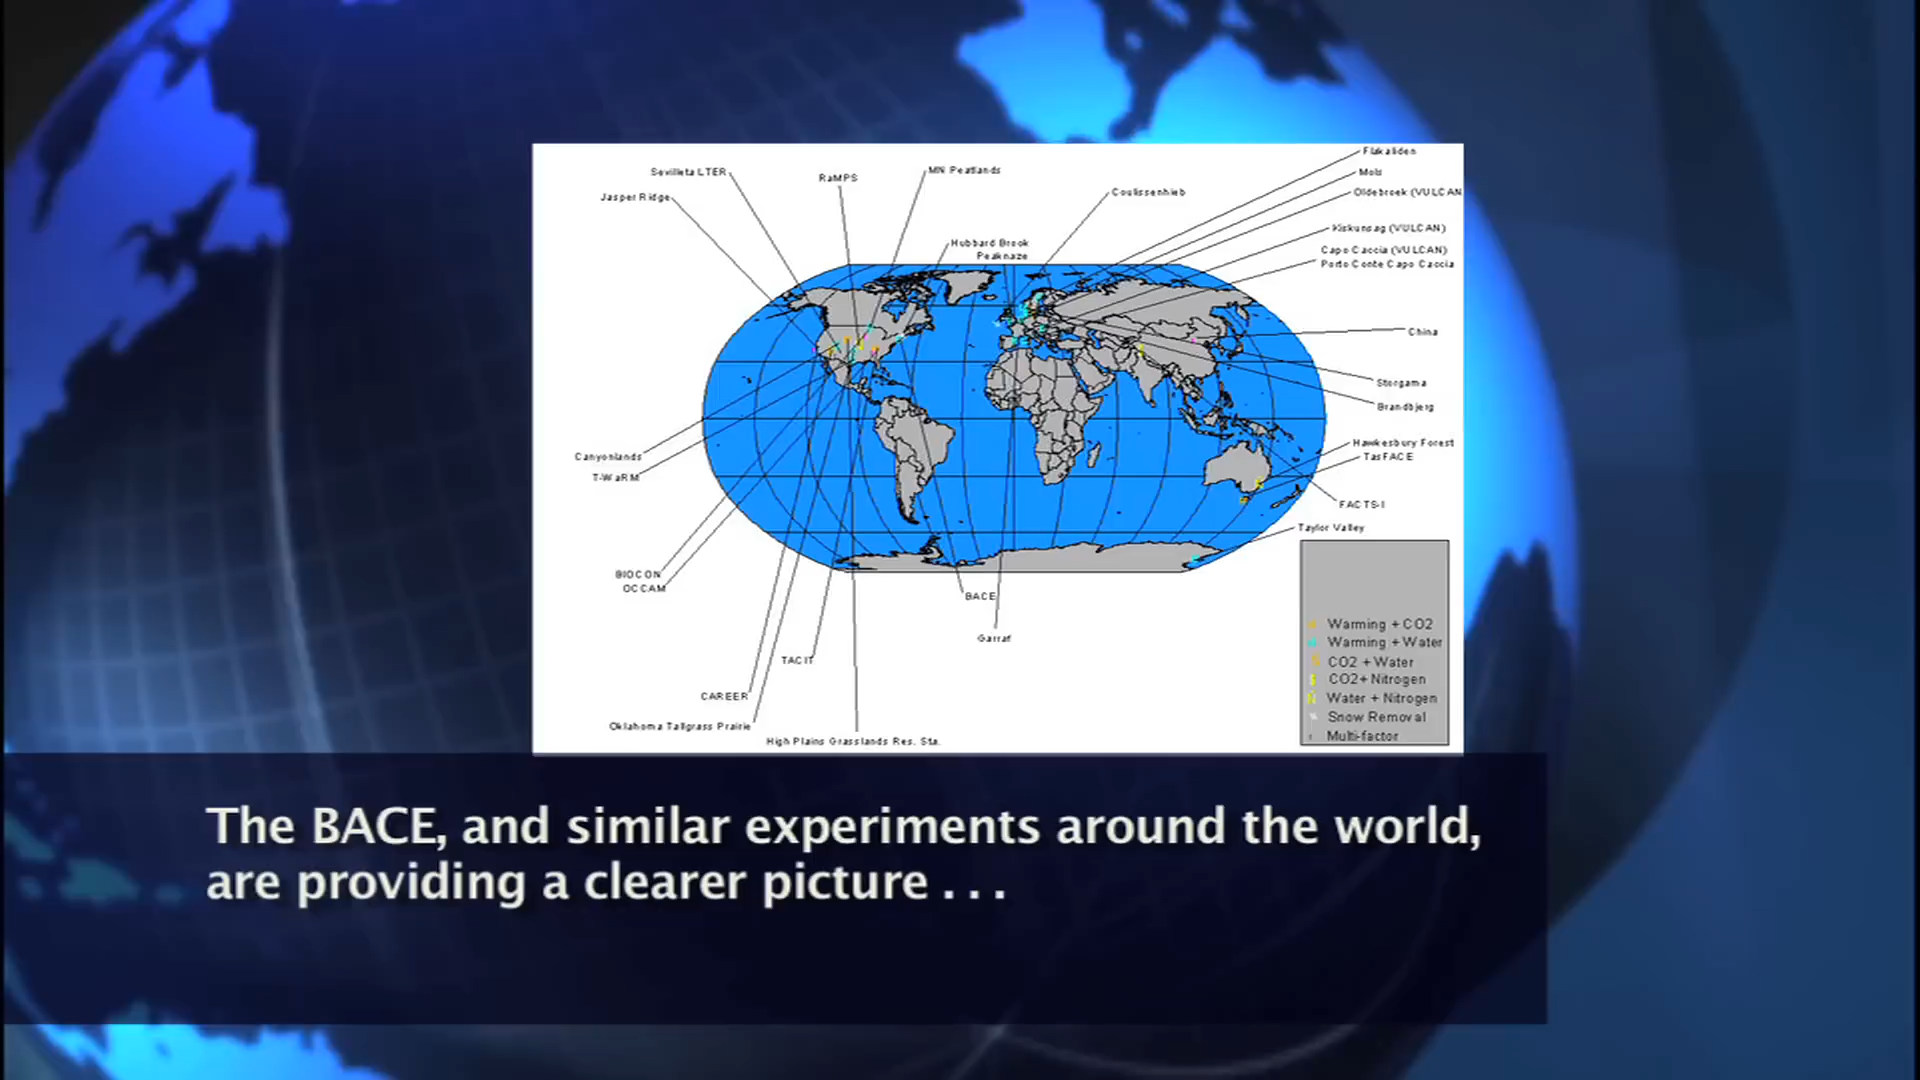 Flakaliden
Sevilleta LTER
RaMPS
MN Peatlands
Mols
Jasper Ridge
Coulissenhieb
Oldebroek (VULCAN
Kiskunsag (VULCAN)
Hubbard Brook
Peaknaze
Capo Caccia (VULCAN)
Porto Conte Capo Caccia
China
Storgama
Brandbjerg
Hawkesbury Forest
Canyonlands
TasFACE
T-WaRM
FACTS-I
Taylor Valley
BIOCON
OCCAM
BACE
Garraf
TACIT
CAREER
Oklahoma Tallgrass Prairie
High Plains Grasslands Res. Sta.
Warming + CO2
Warming + Water
CO2 + Water
CO2+ Nitrogen
Water + Nitrogen
Snow Removal
Multi-factor
The BACE, and similar experiments around the world,
are providing a clearer picture . . .